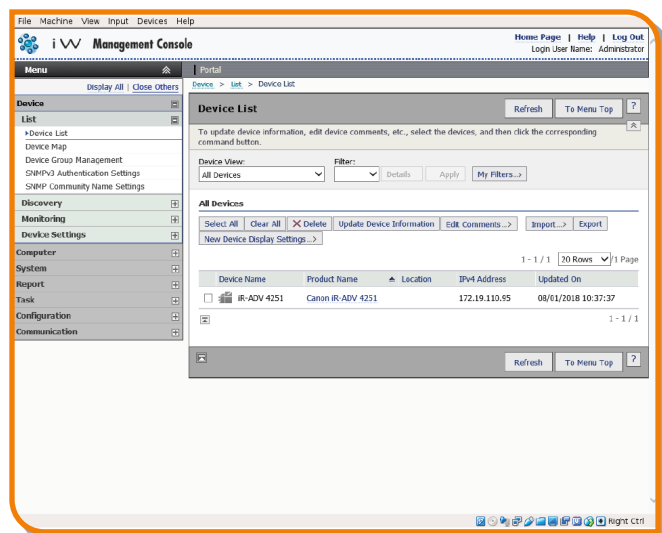 File Machine View Input Devices Help
iW Management Console
Home Page | Help | Log Out
Login User Name: Administrator
Menu
Portal
Display All | Close Others
Device > List > Device List
Device
List
Device List
Device Map
Device Group Management
SNMPv3 Authentication Settings
SNMP Community Name Settings
Discovery
Monitoring
Device Settings
Computer
System
Report
Task
Configuration
Communication
Device List
Refresh To Menu Top ?
To update device information, edit device comments, etc., select the devices, and then click the corresponding
command button.
Device View: Filter:
All Devices Details Apply My Filters...>
All Devices
Select All Clear All Delete Update Device Information Edit Comments...> Import...> Export
New Device Display Settings...>
1 - 1 / 1 20 Rows /1 Page
Device Name Product Name Location IPv4 Address Updated On
iR-ADV 4251 Canon iR-ADV 4251 172.19.110.95 08/01/2018 10:37:37
1 - 1 / 1
Refresh To Menu Top ?
Right Ctrl